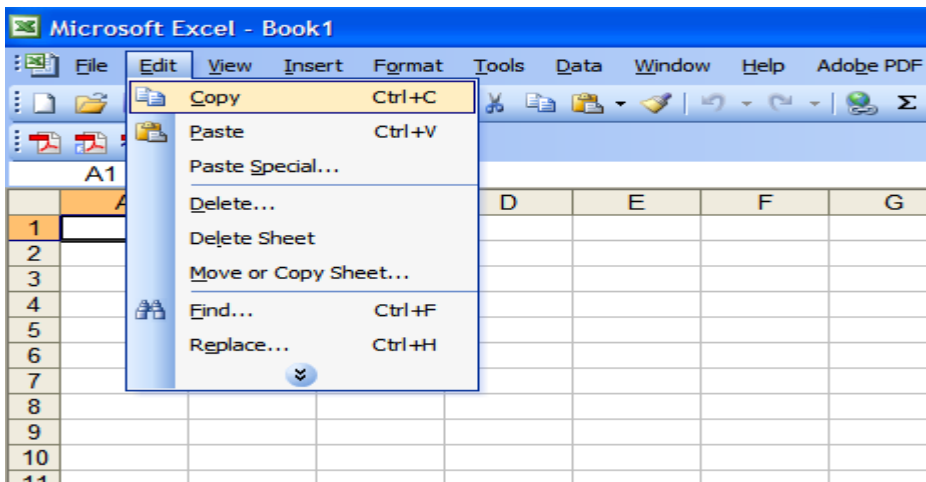 Microsoft Excel - Book1
File Edit View Insert Format Tools Data Window Help Adobe PDF
Copy Ctrl+C
Paste Ctrl+V
Paste Special...
A1
Delete...
D E F G
Delete Sheet
1
2
Move or Copy Sheet...
3
4
Find... Ctrl+F
5
Replace... Ctrl+H
6
7
8
9
10